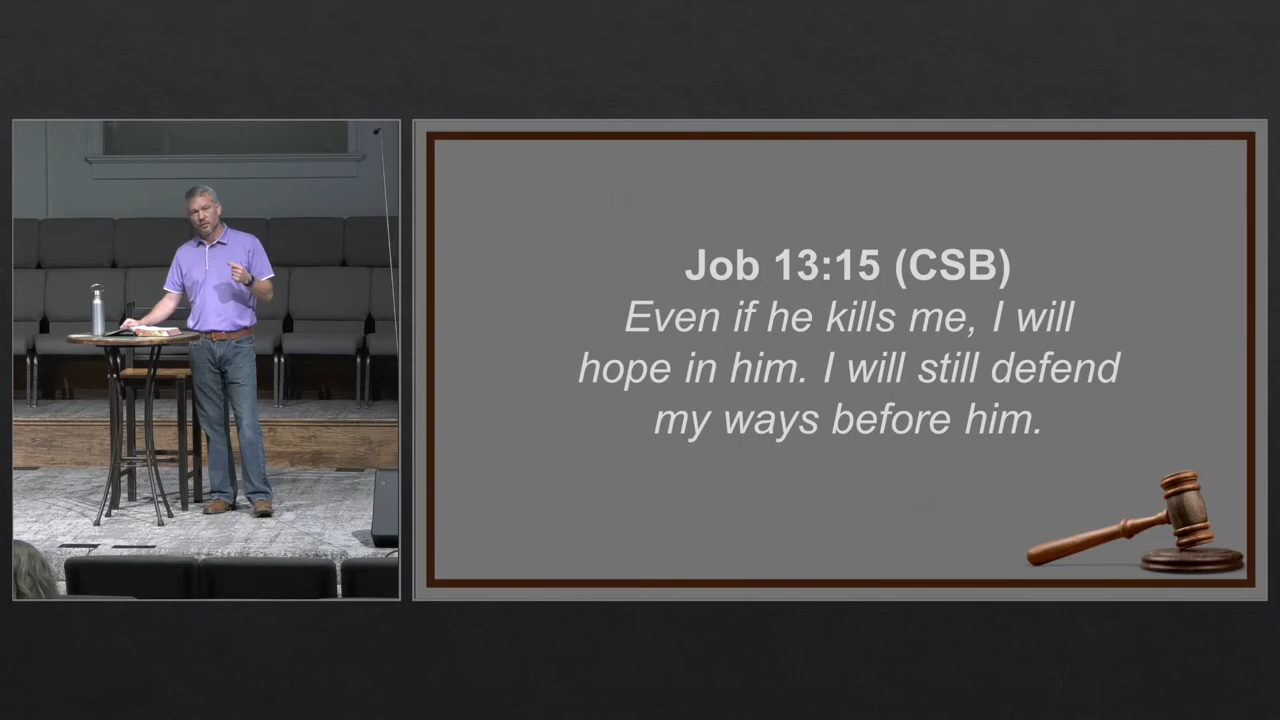 Job 13:15 (CSB)
Even if he kills me, I will
hope in him. I will still defend
my ways before him.